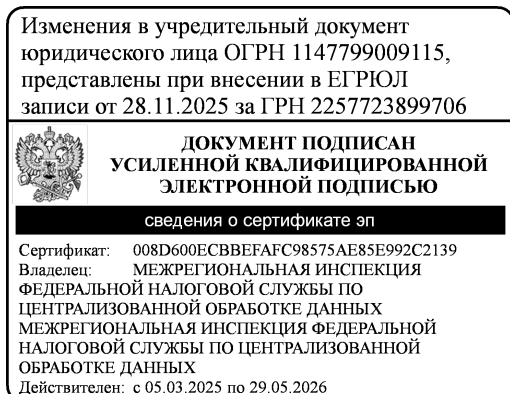 Изменения в учредительный документ
юридического лица ОГРН 1147799009115,
представлены при внесении в ЕГРЮЛ
записи от 28.11.2025 за ГРН 2257723899706
ДОКУМЕНТ ПОДПИСАН
УСИЛЕННОЙ КВАЛИФИЦИРОВАННОЙ
ЭЛЕКТРОННОЙ ПОДПИСЬЮ
сведения о сертификате эп
Сертификат: 008D600ECBBEFAFC98575AE85E992C2139
Владелец: МЕЖРЕГИОНАЛЬНАЯ ИНСПЕКЦИЯ
ФЕДЕРАЛЬНОЙ НАЛОГОВОЙ СЛУЖБЫ ПО
ЦЕНТРАЛИЗОВАННОЙ ОБРАБОТКЕ ДАННЫХ
МЕЖРЕГИОНАЛЬНАЯ ИНСПЕКЦИЯ ФЕДЕРАЛЬНОЙ
НАЛОГОВОЙ СЛУЖБЫ ПО ЦЕНТРАЛИЗОВАННОЙ
ОБРАБОТКЕ ДАННЫХ
Действителен: с 05.03.2025 по 29.05.2026